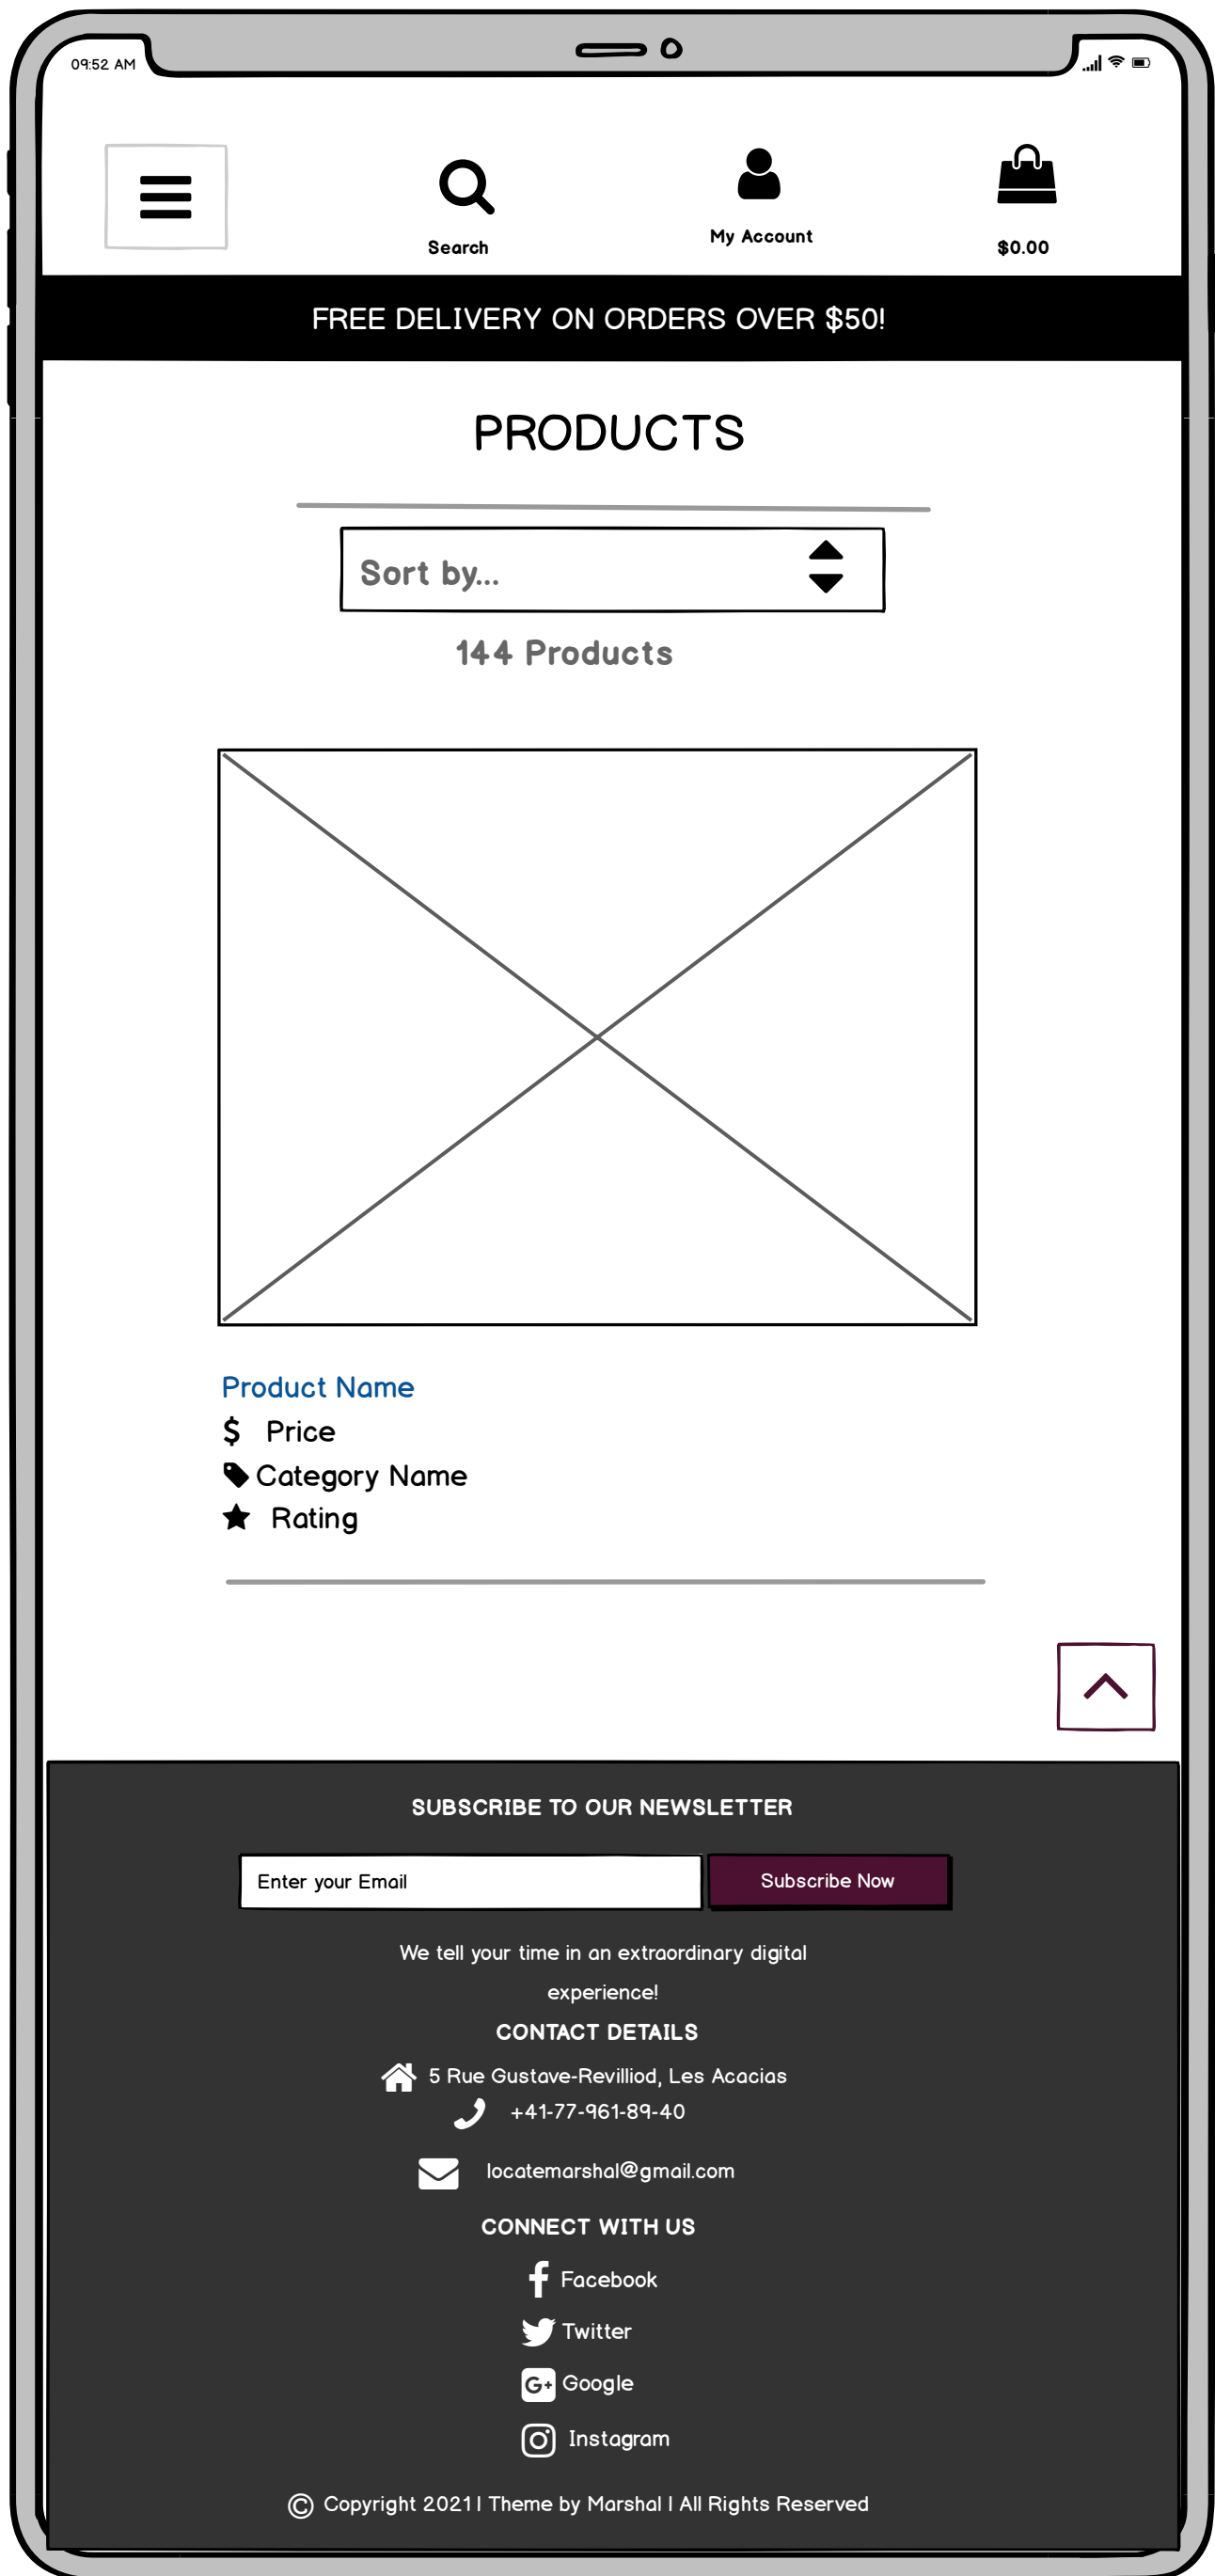 09:52 AM
Search
My Account
$0.00
FREE DELIVERY ON ORDERS OVER $50!
PRODUCTS
Sort by...
144 Products
Product Name
$ Price
Category Name
Rating
SUBSCRIBE TO OUR NEWSLETTER
Enter your Email
Subscribe Now
We tell your time in an extraordinary digital
experience!
CONTACT DETAILS
5 Rue Gustave-Revilliod, Les Acacias
+41-77-961-89-40
locatemarshal@gmail.com
CONNECT WITH US
Facebook
Twitter
G+ Google
Instagram
© Copyright 2021 | Theme by Marshal | All Rights Reserved